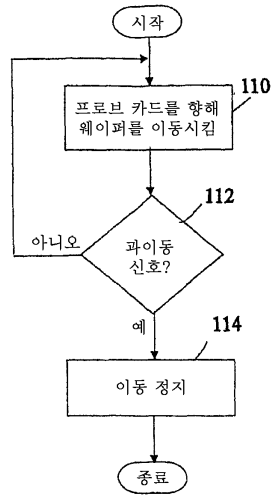 시작
110
프로브 카드를 향해
웨이퍼를 이동시킴
112
아니오
과이동
신호?
예
114
이동 정지
종료